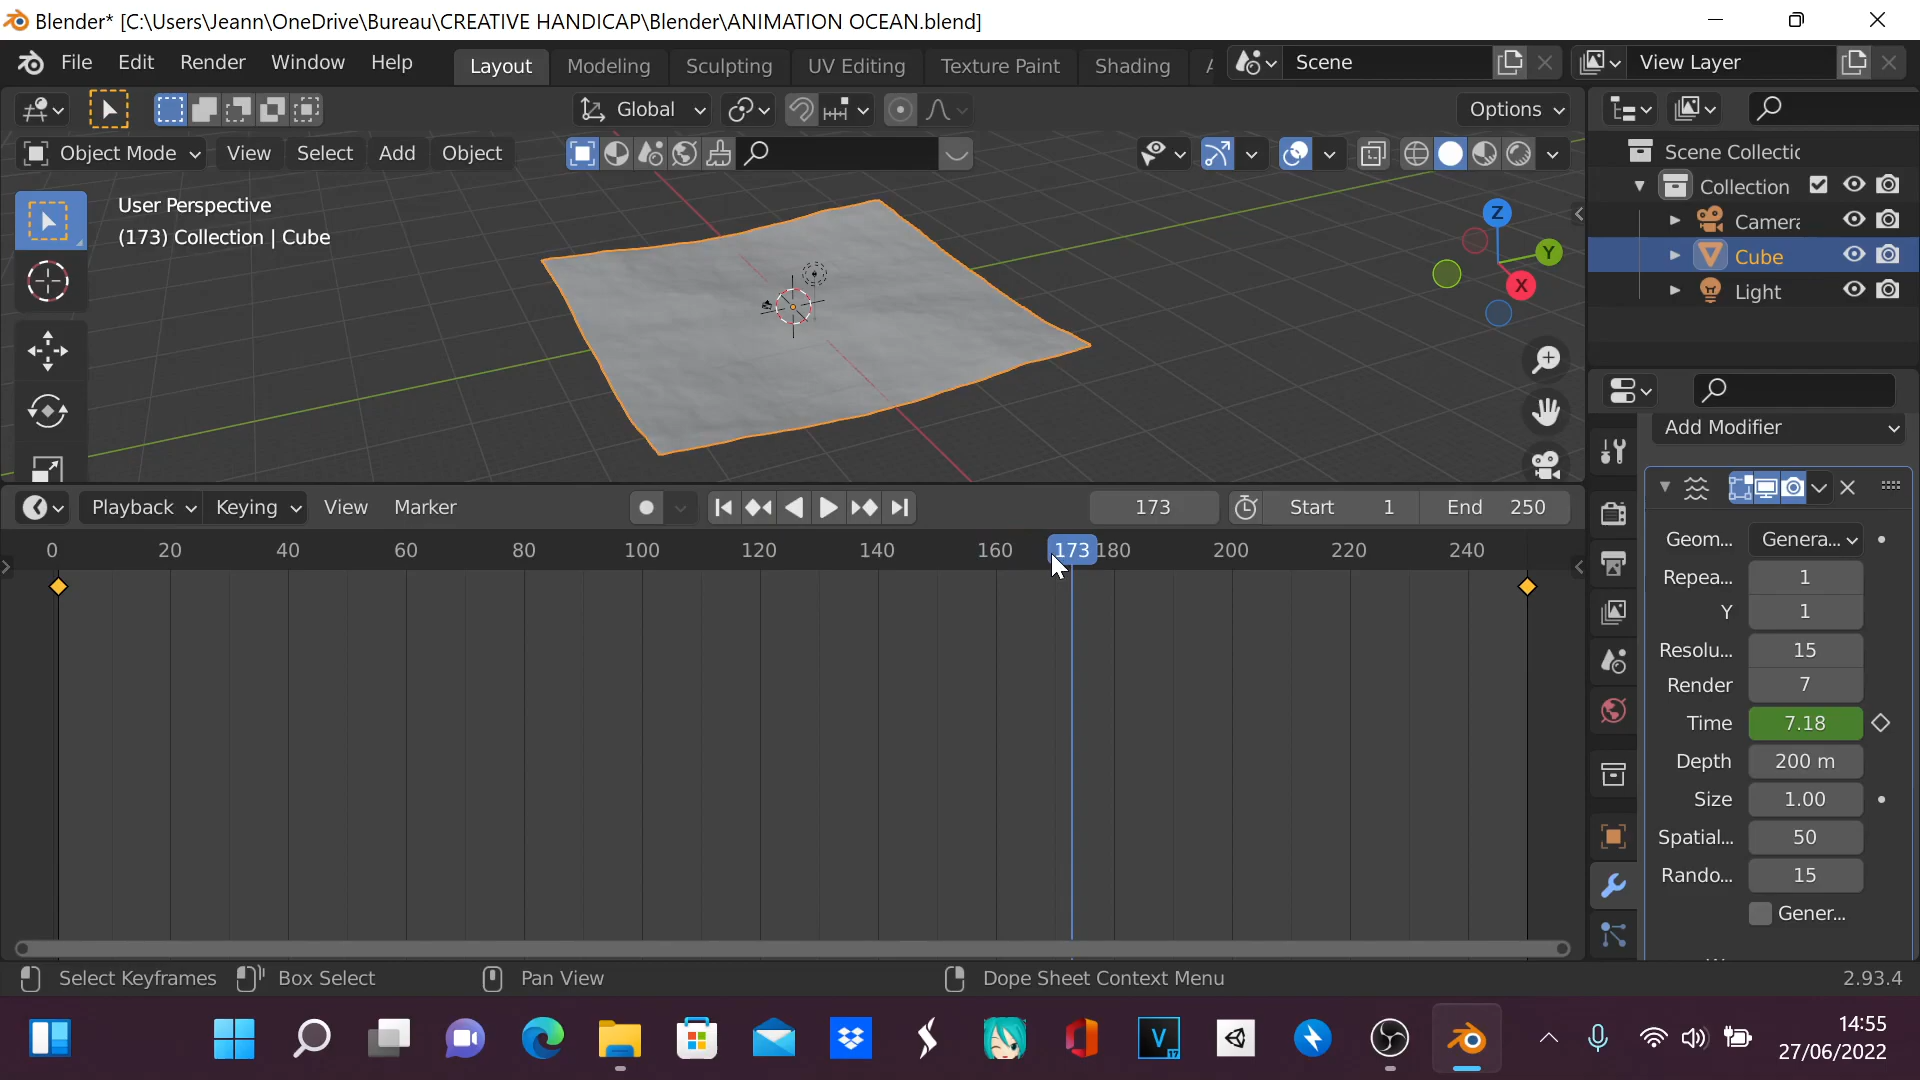 Blender* [C:\Users\Jeann\OneDrive\Bureau\CREATIVE HANDICAP\Blender\ANIMATION OCEAN.blend]
File Edit Render Window Help Layout Modeling Sculpting UV Editing Texture Paint Shading Scene View Layer
Global Options
Object Mode View Select Add Object
Scene Collectic
Collection
Camera
Cube
Light
User Perspective
(173) Collection | Cube
Z
Y
X
Add Modifier
Playback Keying View Marker 173 Start 1 End 250
0 20 40 60 80 100 120 140 160 173 180 200 220 240
Geom... Genera...
Repea... 1
Y 1
Resolu... 15
Render 7
Time 7.18
Depth 200 m
Size 1.00
Spatial... 50
Rando... 15
Gener...
Select Keyframes Box Select Pan View Dope Sheet Context Menu 2.93.4
V
17
14:55
27/06/2022